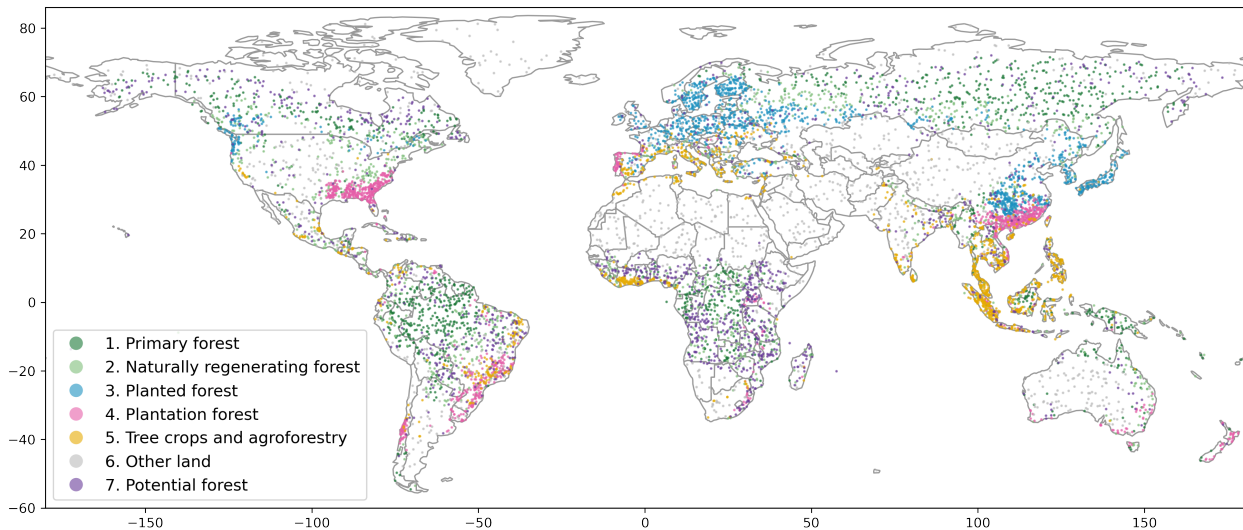 80
60
40
20
0
−20
−40
−60
1. Primary forest
2. Naturally regenerating forest
3. Planted forest
4. Plantation forest
5. Tree crops and agroforestry
6. Other land
7. Potential forest
−150
−100
−50
0
50
100
150